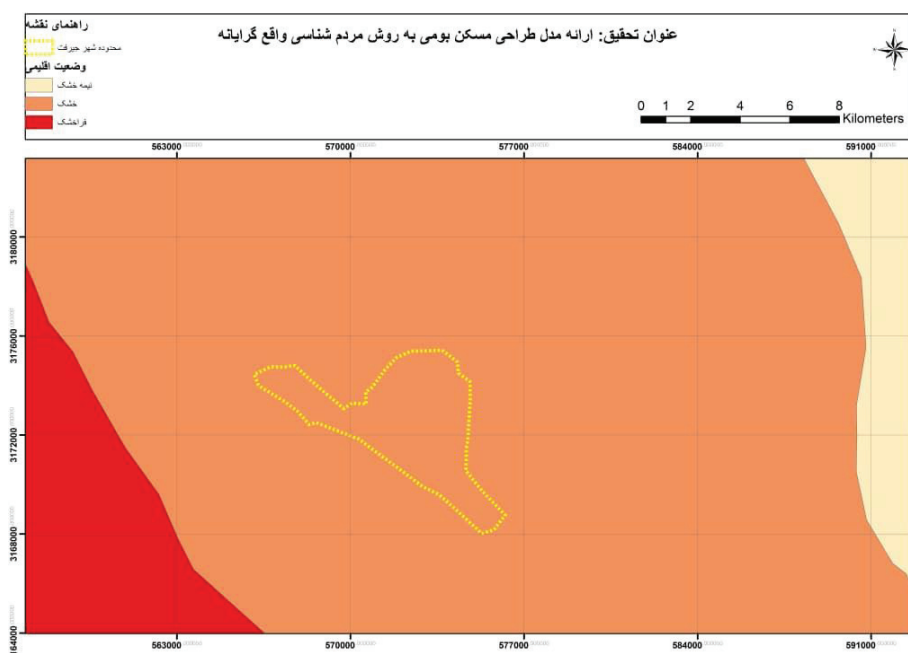 راهنمای نقشه
محدوده شهر جیرفت
وضعیت اقلیمی
نیمه خشک
خشک
فراخشک
عنوان تحقیق: ارائه مدل طراحی مسکن بومی به روش مردم شناسی واقع گرایانه
0 1 2 4 6 8
Kilometers
563000 570000 577000 584000 591000
3180000
3176000
3172000
3168000
3164000
563000 570000 577000 584000 591000